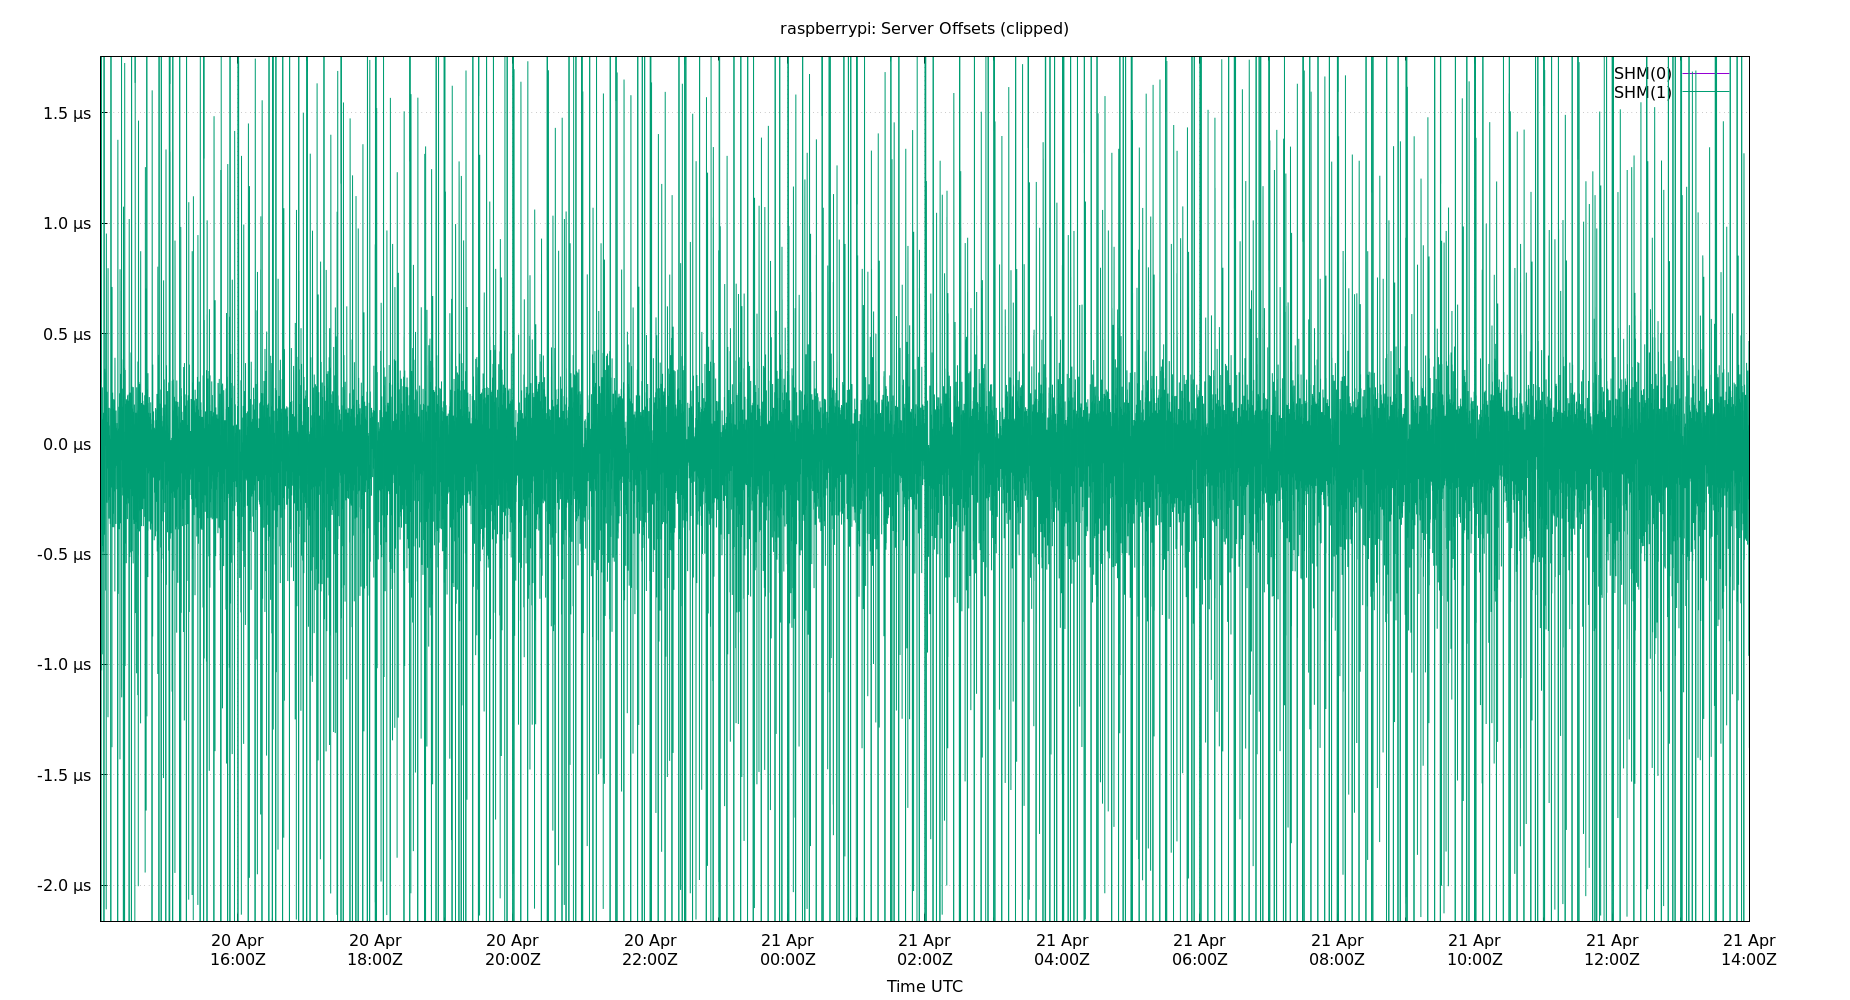 raspberrypi: Server Offsets (clipped)
SHM(0)
SHM(1)
1.5 µs
1.0 µs
0.5 µs
0.0 µs
-0.5 µs
-1.0 µs
-1.5 µs
-2.0 µs
20 Apr 20 Apr 20 Apr 20 Apr 21 Apr 21 Apr 21 Apr 21 Apr 21 Apr 21 Apr 21 Apr 21 Apr
16:00Z 18:00Z 20:00Z 22:00Z 00:00Z 02:00Z 04:00Z 06:00Z 08:00Z 10:00Z 12:00Z 14:00Z
Time UTC